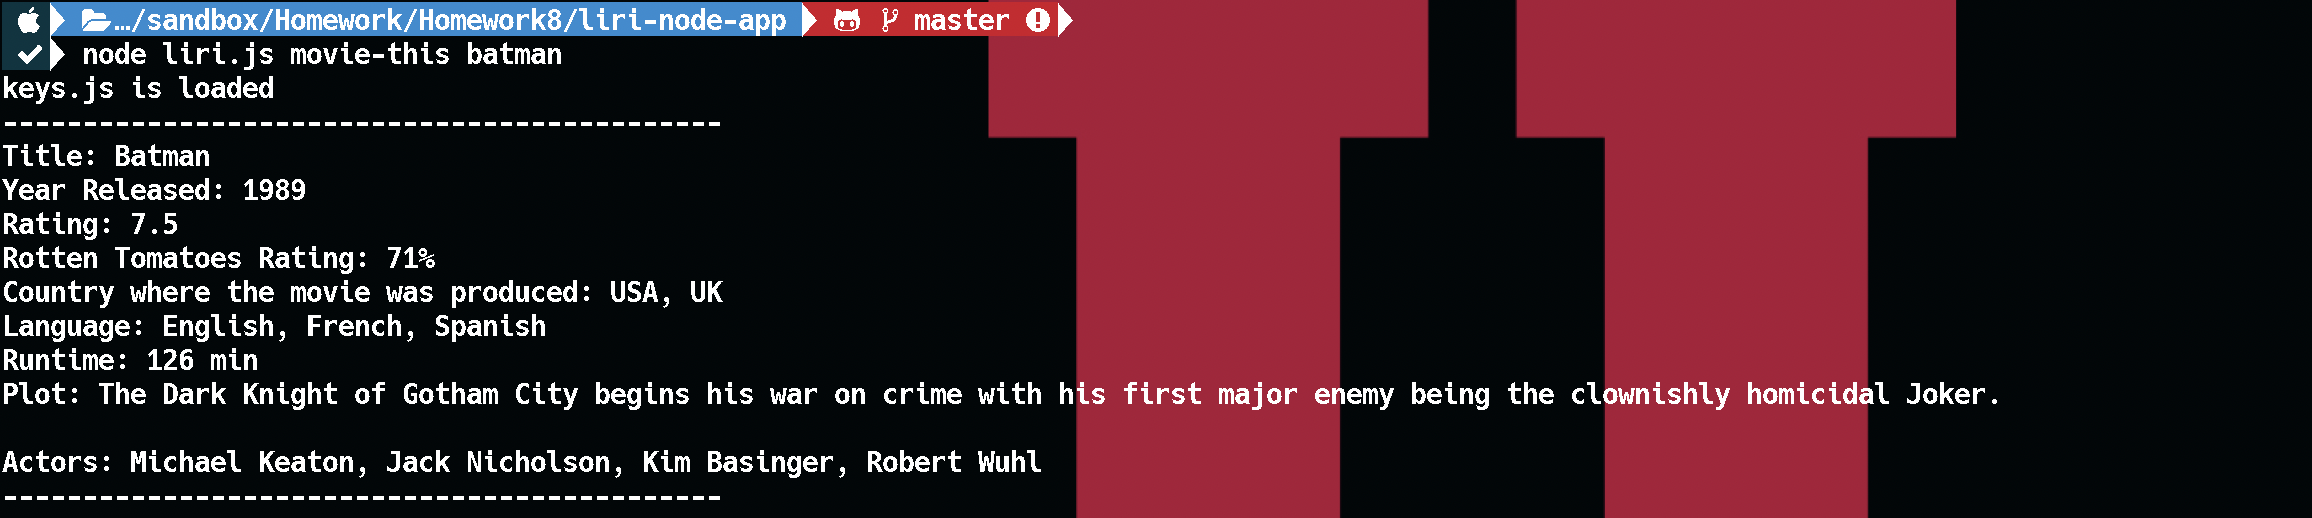 …/sandbox/Homework/Homework8/liri-node-app master
node liri.js movie-this batman
keys.js is loaded
---------------------------------------------
Title: Batman
Year Released: 1989
Rating: 7.5
Rotten Tomatoes Rating: 71%
Country where the movie was produced: USA, UK
Language: English, French, Spanish
Runtime: 126 min
Plot: The Dark Knight of Gotham City begins his war on crime with his first major enemy being the clownishly homicidal Joker.
Actors: Michael Keaton, Jack Nicholson, Kim Basinger, Robert Wuhl
---------------------------------------------